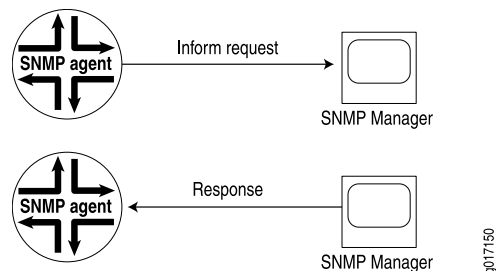 SNMP agent
Inform request
SNMP Manager
SNMP agent
Response
SNMP Manager
g017150